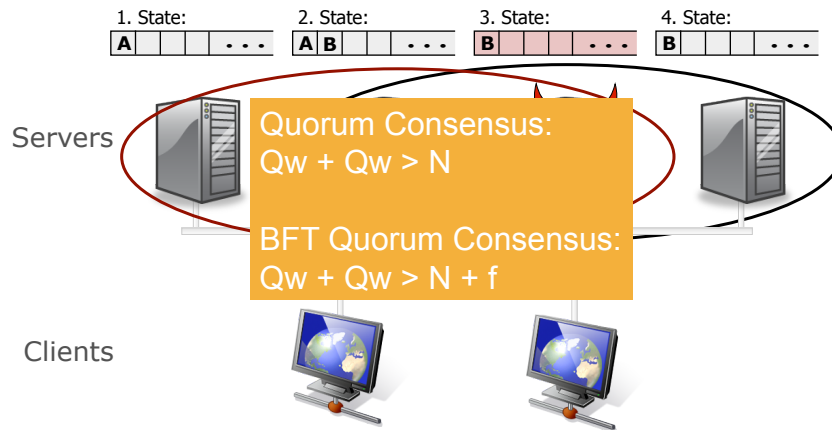 1. State: 2. State: 3. State: 4. State:
A ... A B ... B ... B ...
Servers
Quorum Consensus:
Qw + Qw > N
BFT Quorum Consensus:
Qw + Qw > N + f
Clients